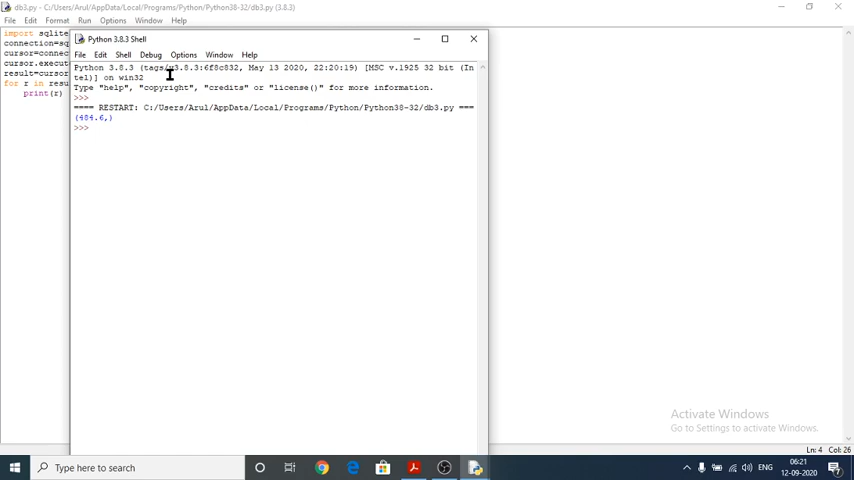 db3.py - C:/Users/Arul/AppData/Local/Programs/Python/Python38-32/db3.py (3.8.3)
File Edit Format Run Options Window Help
import sqlite
connection=sq
cursor=connec
cursor.execut
result=cursor
for r in resu
print(r)
Python 3.8.3 Shell
File Edit Shell Debug Options Window Help
Python 3.8.3 (tags/v3.8.3:6f8c832, May 13 2020, 22:20:19) [MSC v.1925 32 bit (In
tel)] on win32
Type "help", "copyright", "credits" or "license()" for more information.
>>>
==== RESTART: C:/Users/Arul/AppData/Local/Programs/Python/Python38-32/db3.py ===
(484.6,)
>>>
Activate Windows
Go to Settings to activate Windows.
Ln: 4 Col: 26
Type here to search
ENG
06:21
12-09-2020
7